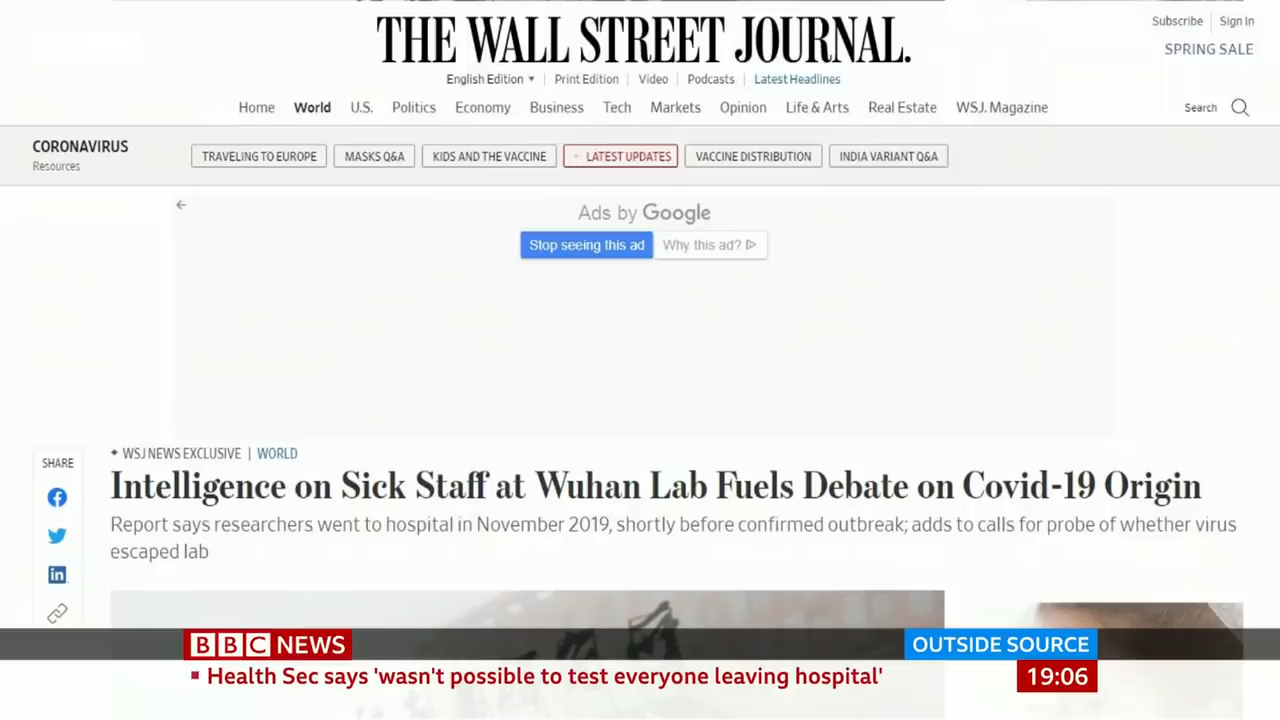 THE WALL STREET JOURNAL.
Subscribe Sign In
SPRING SALE
English Edition Print Edition Video Podcasts Latest Headlines
Home World U.S. Politics Economy Business Tech Markets Opinion Life & Arts Real Estate WSJ. Magazine Search
CORONAVIRUS
Resources
TRAVELING TO EUROPE MASKS Q&A KIDS AND THE VACCINE LATEST UPDATES VACCINE DISTRIBUTION INDIA VARIANT Q&A
Ads by Google
Stop seeing this ad Why this ad?
WSJ NEWS EXCLUSIVE | WORLD
SHARE
Intelligence on Sick Staff at Wuhan Lab Fuels Debate on Covid-19 Origin
Report says researchers went to hospital in November 2019, shortly before confirmed outbreak; adds to calls for probe of whether virus
escaped lab
BBC NEWS OUTSIDE SOURCE
Health Sec says 'wasn't possible to test everyone leaving hospital' 19:06